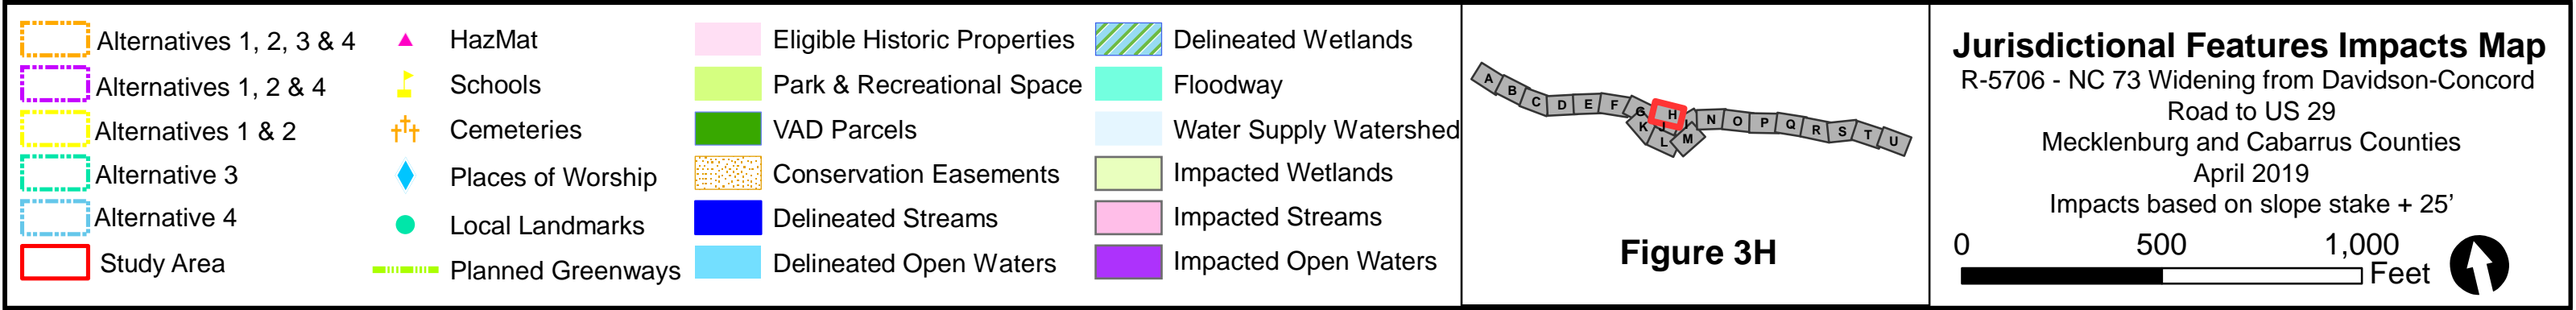 Alternatives 1, 2, 3 & 4
Alternatives 1, 2 & 4
Alternatives 1 & 2
Alternative 3
Alternative 4
Study Area
HazMat
Schools
Cemeteries
Places of Worship
Local Landmarks
Planned Greenways
Eligible Historic Properties
Park & Recreational Space
VAD Parcels
Conservation Easements
Delineated Streams
Delineated Open Waters
Delineated Wetlands
Floodway
Water Supply Watershed
Impacted Wetlands
Impacted Streams
Impacted Open Waters
A B C D E F G H I N O P Q R S T U
K J L M
Figure 3H
Jurisdictional Features Impacts Map
R-5706 - NC 73 Widening from Davidson-Concord
Road to US 29
Mecklenburg and Cabarrus Counties
April 2019
Impacts based on slope stake + 25’
0 500 1,000
Feet